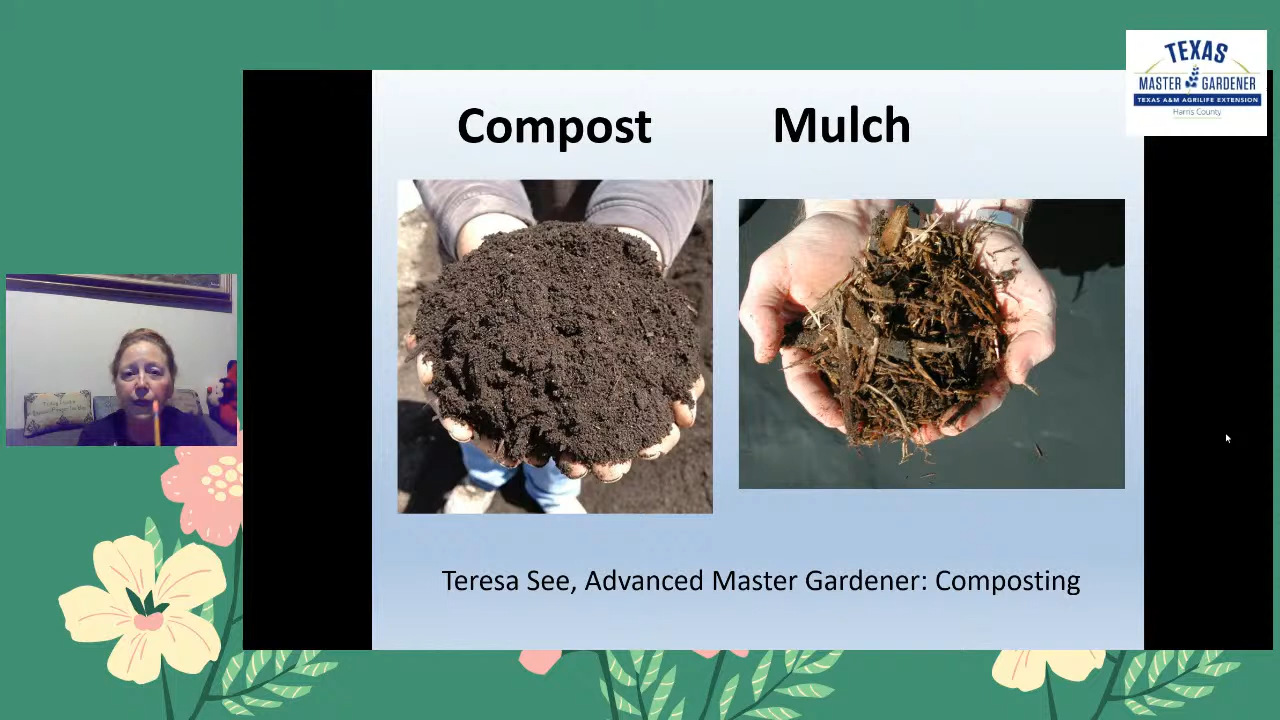 Compost
Mulch
Teresa See, Advanced Master Gardener: Composting
TEXAS
MASTER GARDENER
TEXAS A&M AGRILIFE EXTENSION
Harris County